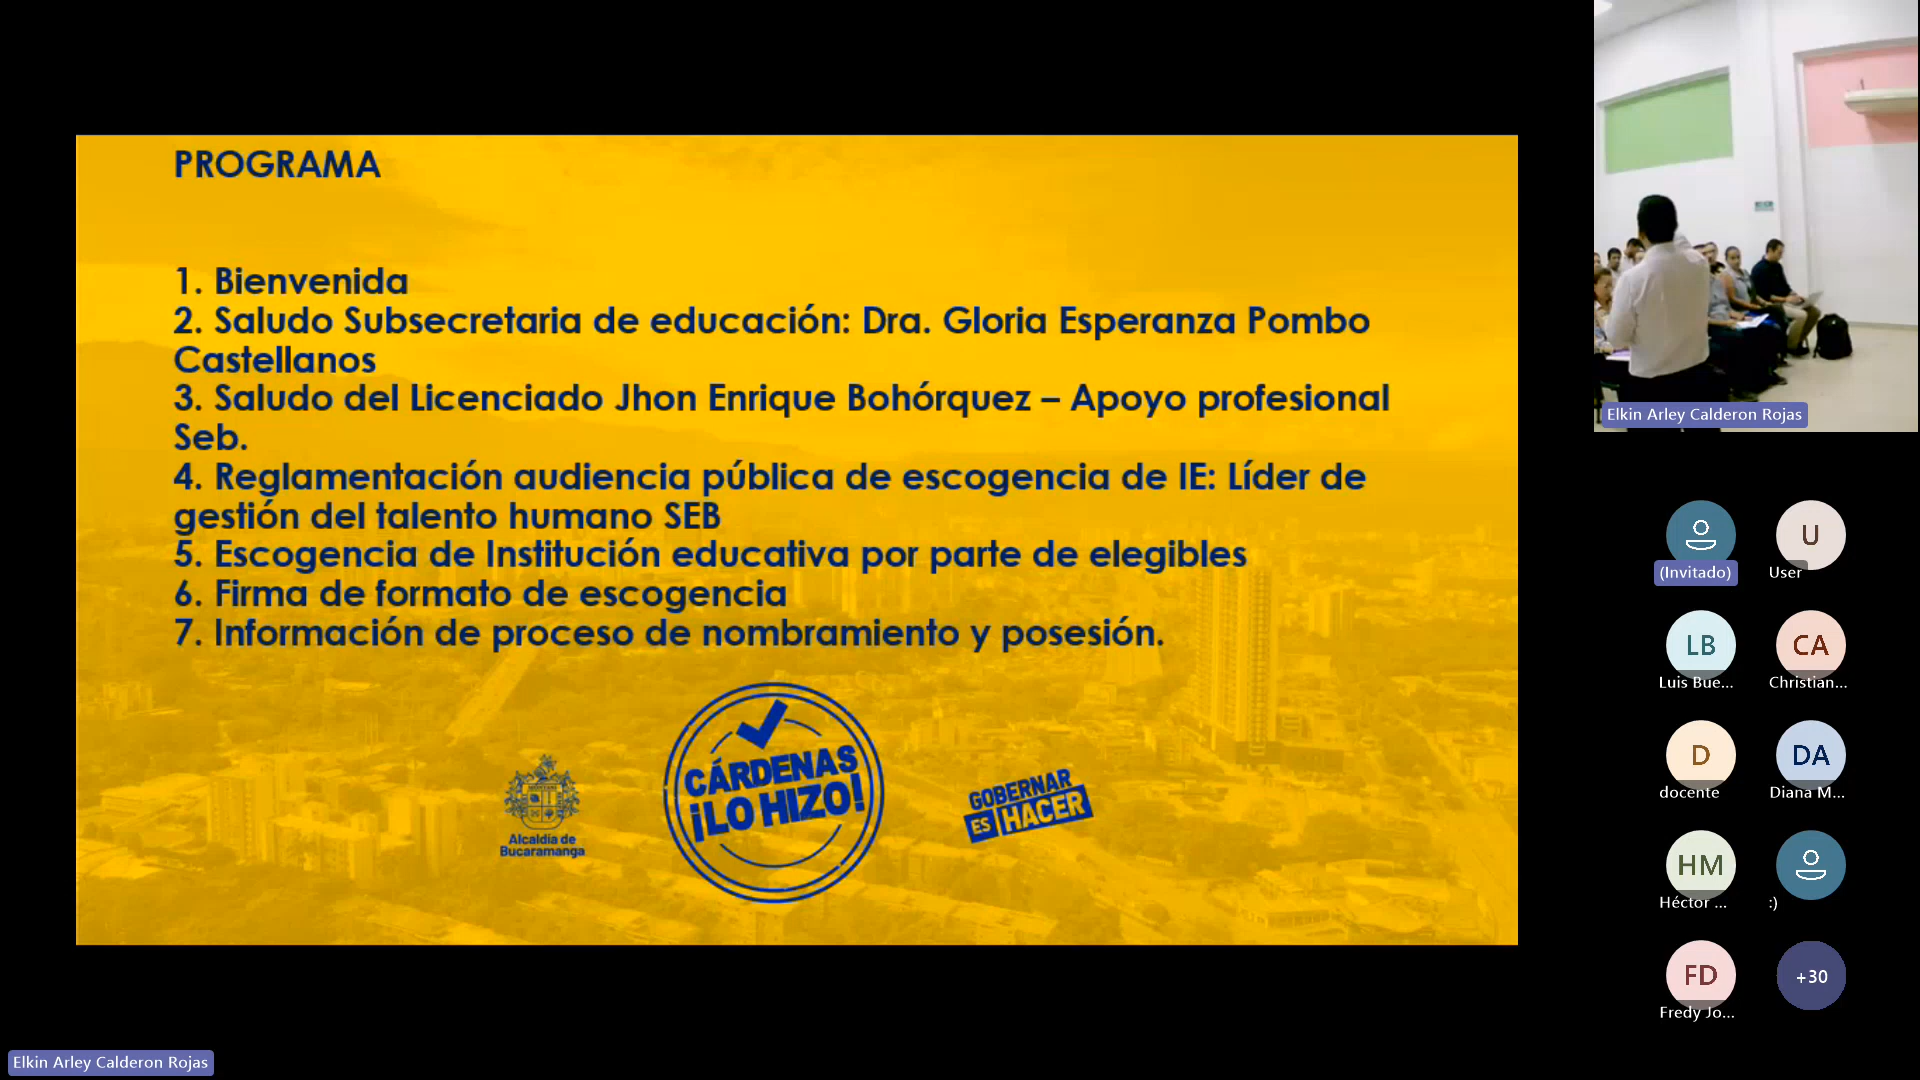 PROGRAMA
1. Bienvenida
2. Saludo Subsecretaria de educación: Dra. Gloria Esperanza Pombo
Castellanos
3. Saludo del Licenciado Jhon Enrique Bohórquez – Apoyo profesional
Seb.
4. Reglamentación audiencia pública de escogencia de IE: Líder de
gestión del talento humano SEB
5. Escogencia de Institución educativa por parte de elegibles
6. Firma de formato de escogencia
7. Información de proceso de nombramiento y posesión.
Alcaldía de
Bucaramanga
CÁRDENAS
¡LO HIZO!
GOBERNAR
ES HACER
Elkin Arley Calderon Rojas
(Invitado)
U
User
LB
Luis Bue...
CA
Christian...
D
docente
DA
Diana M...
HM
Héctor ...
:)
FD
Fredy Jo...
+30
Elkin Arley Calderon Rojas